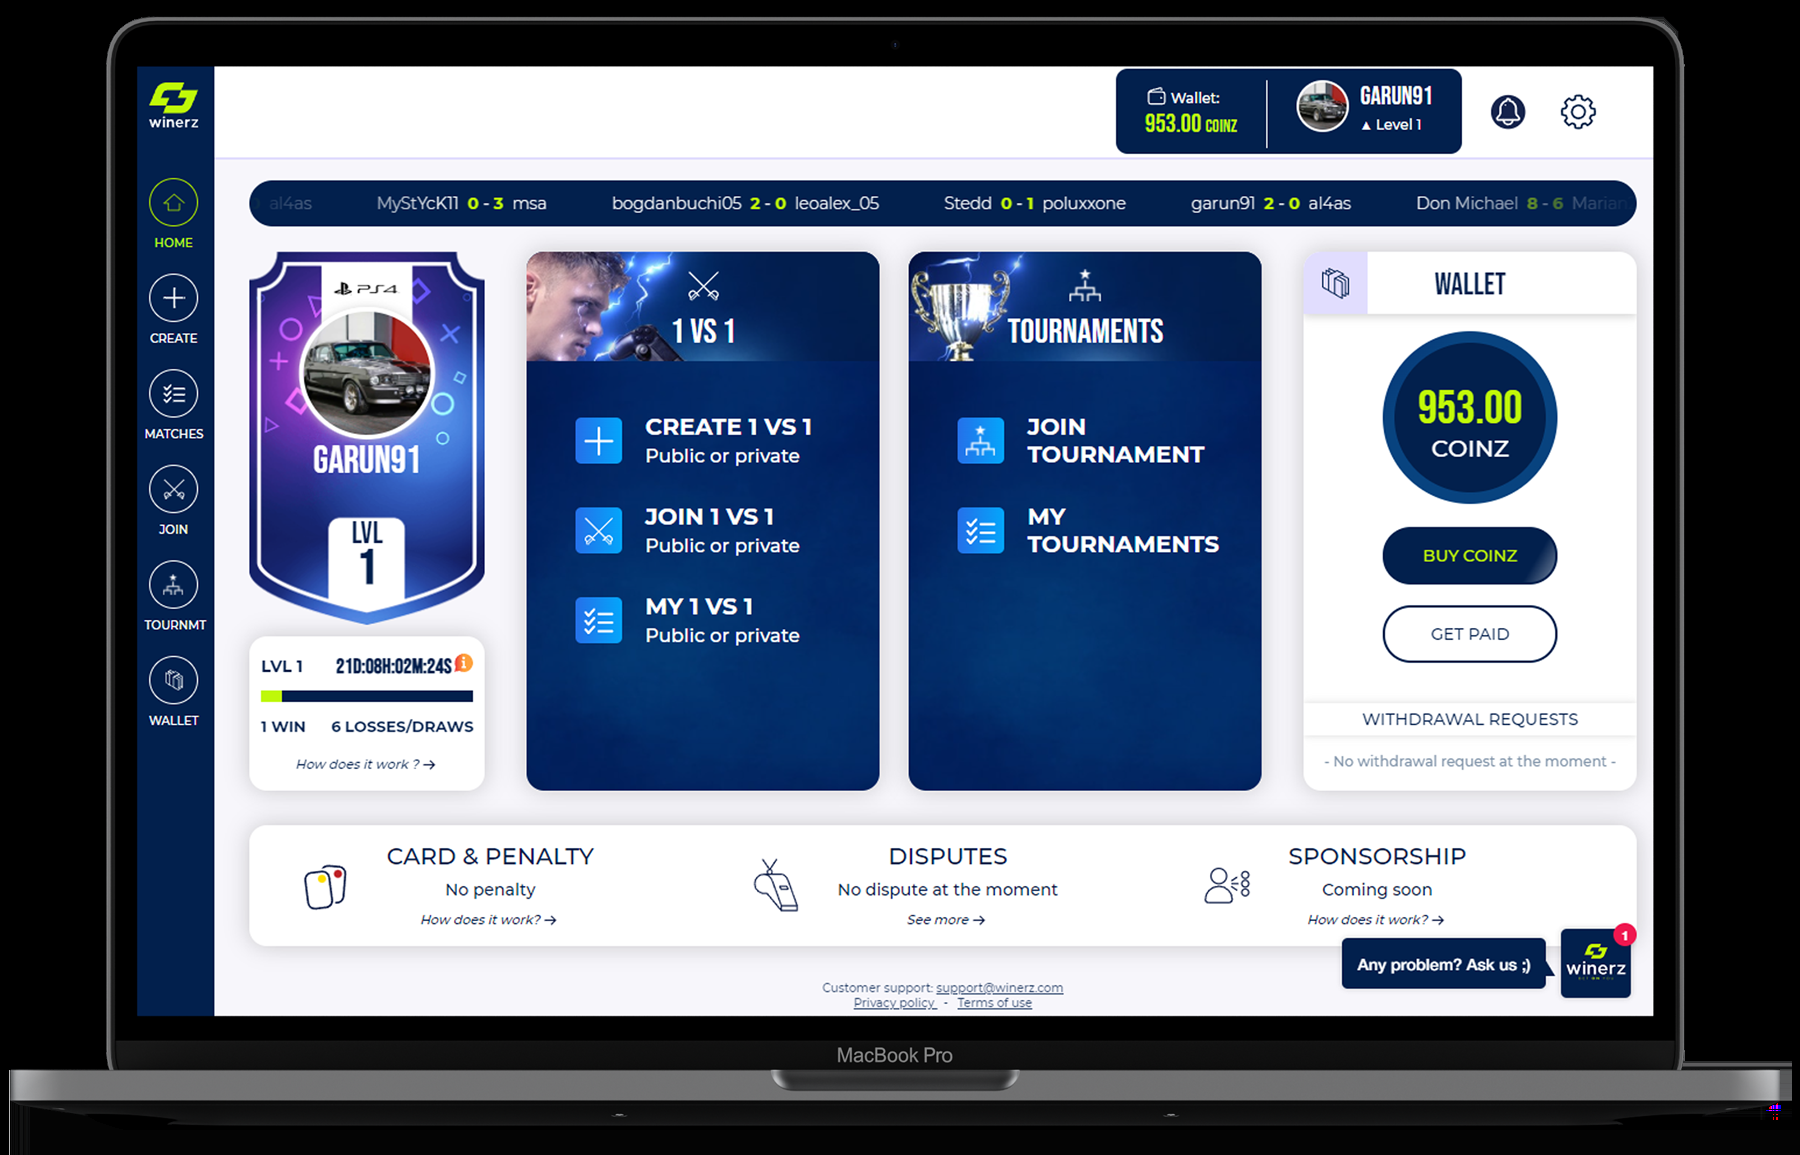 winerz
Wallet:
953.00 COINZ
GARUN91
▲ Level 1
al4as MyStYcK11 0 - 3 msa bogdanbuchi05 2 - 0 leoalex_05 Stedd 0 - 1 poluxxone garun91 2 - 0 al4as Don Michael 8 - 6
HOME
CREATE
MATCHES
JOIN
TOURNMT
WALLET
PS4
GARUN91
LVL
1
LVL 1 21D:08H:02M:24S i
1 WIN 6 LOSSES/DRAWS
How does it work ? →
1 VS 1
CREATE 1 VS 1
Public or private
JOIN 1 VS 1
Public or private
MY 1 VS 1
Public or private
TOURNAMENTS
JOIN
TOURNAMENT
MY
TOURNAMENTS
WALLET
953.00
COINZ
BUY COINZ
GET PAID
WITHDRAWAL REQUESTS
- No withdrawal request at the moment -
CARD & PENALTY
No penalty
How does it work? →
DISPUTES
No dispute at the moment
See more →
SPONSORSHIP
Coming soon
How does it work? →
Any problem? Ask us ;)
1
winerz
Customer support: support@winerz.com
Privacy policy - Terms of use
MacBook Pro